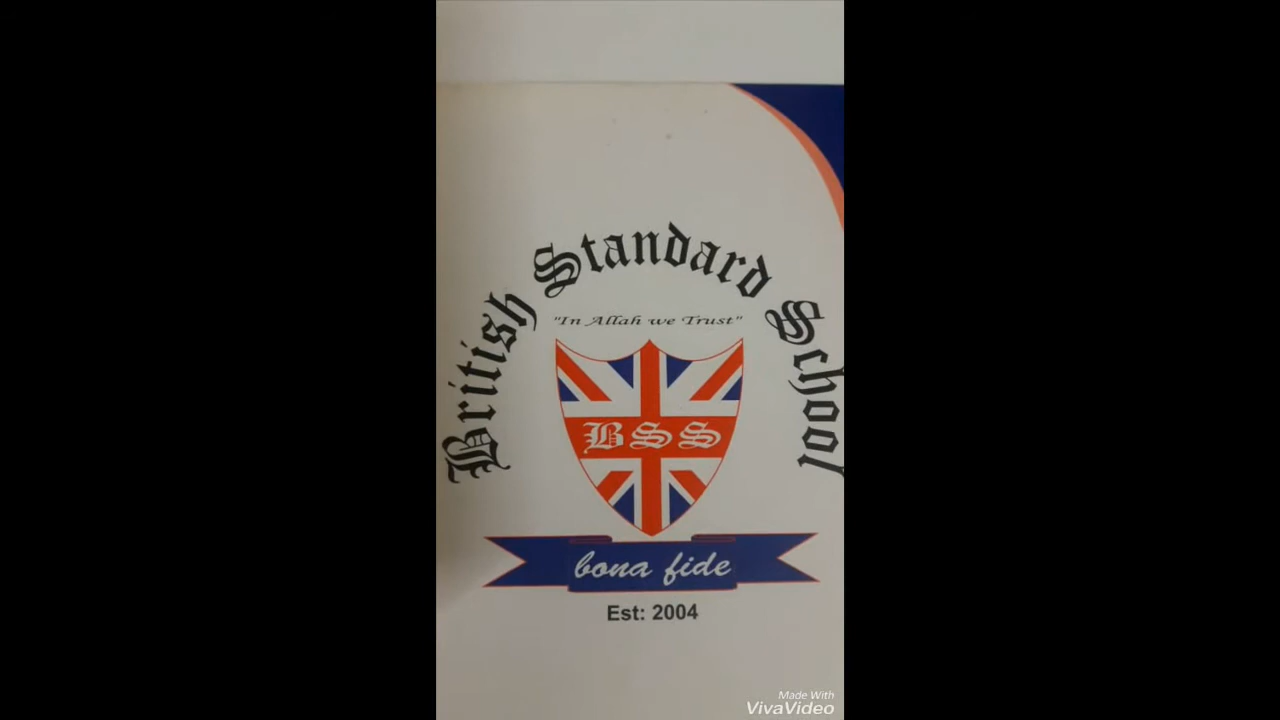 British Standard School
"In Allah we Trust"
BSS
bona fide
Est: 2004
Made With
VivaVideo